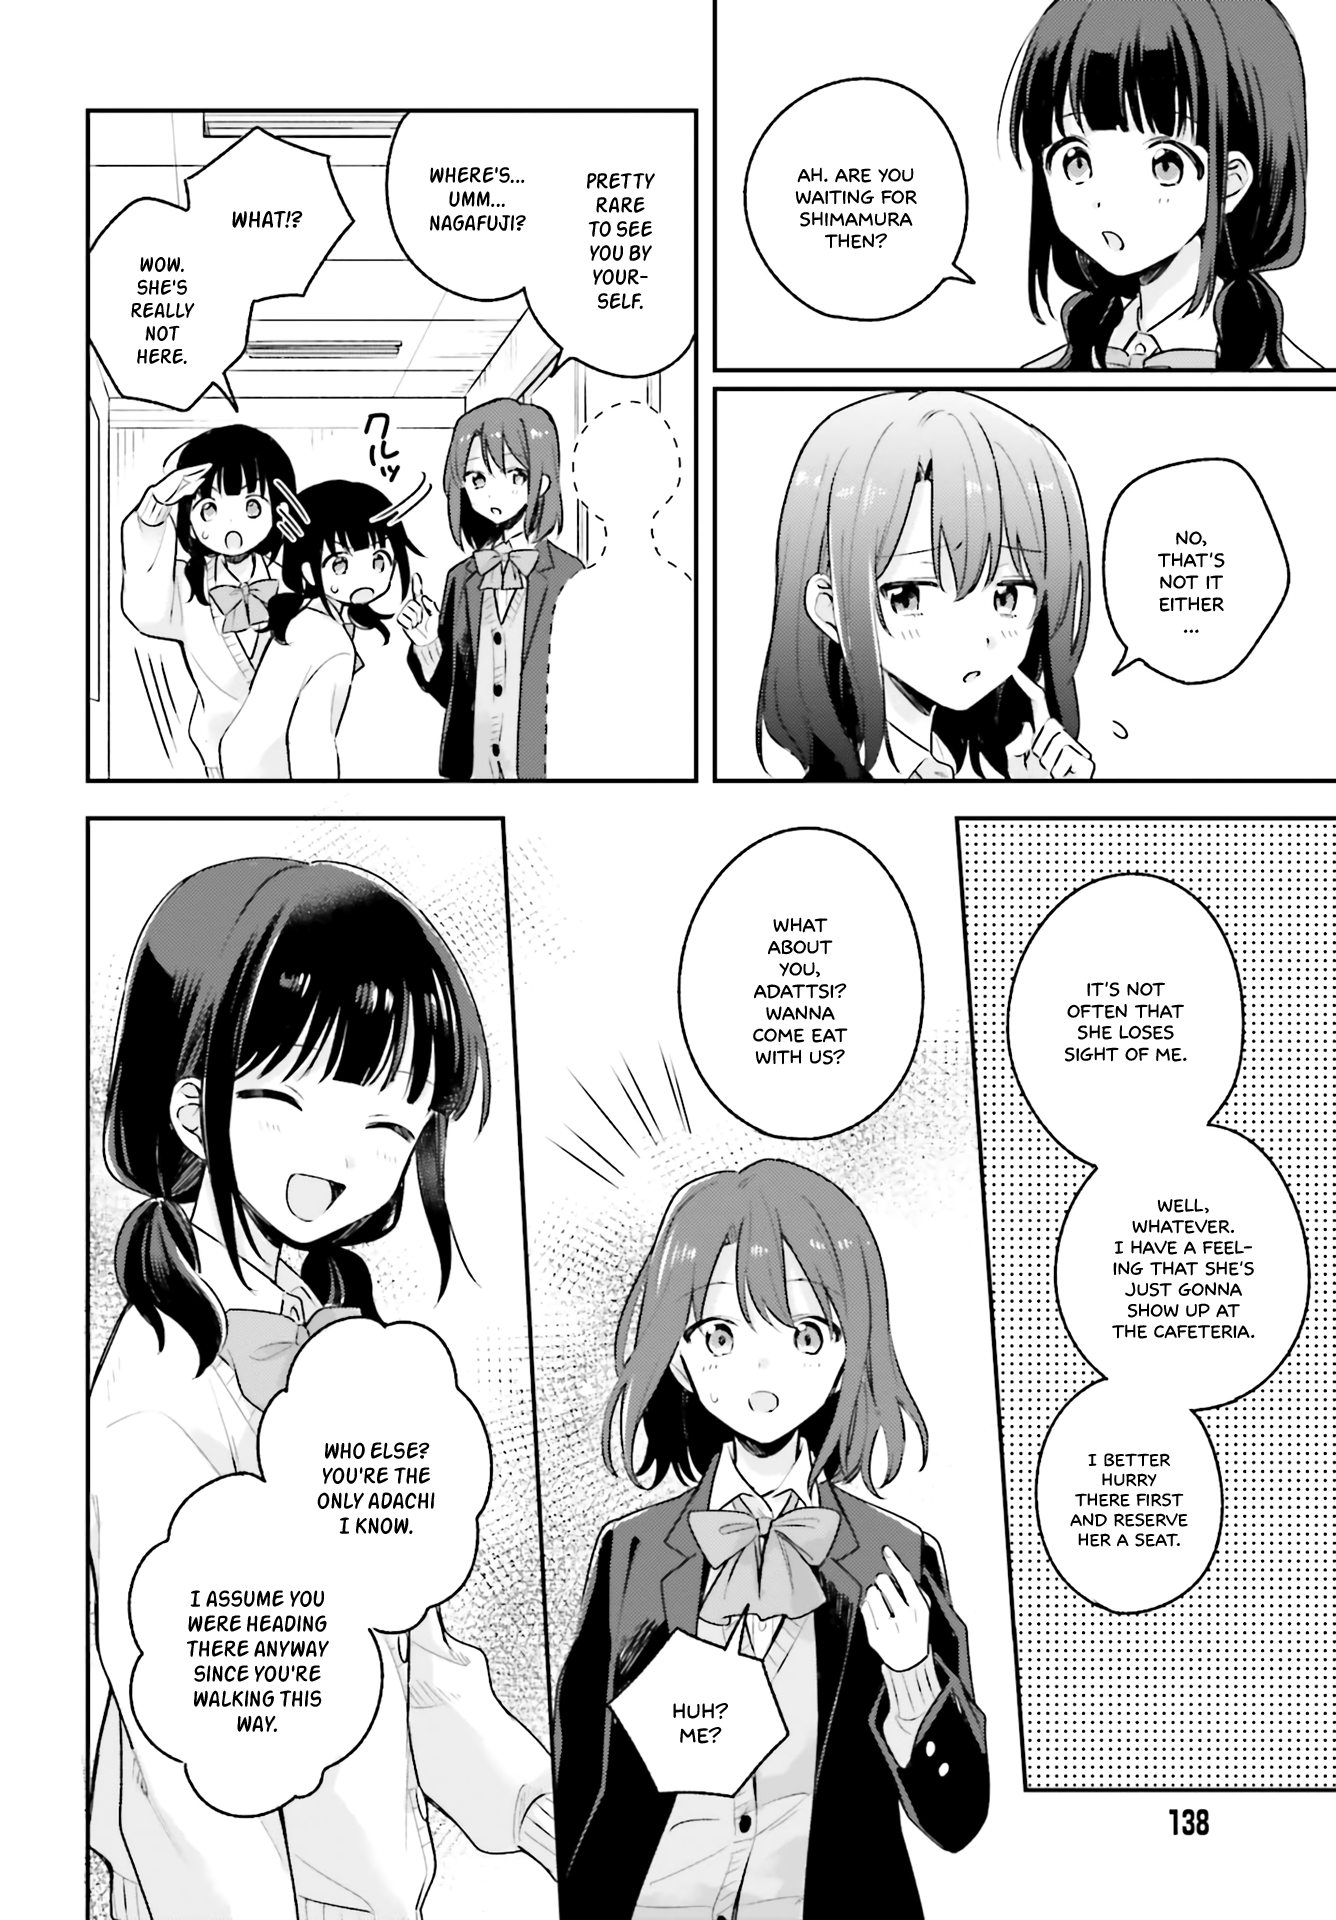 AH. ARE YOU
WAITING FOR
SHIMAMURA
THEN?
NO,
THAT'S
NOT IT
EITHER
...
PRETTY
RARE
TO SEE
YOU BY
YOUR-
SELF.
WHERE'S...
UMM...
NAGAFUJI?
WHAT!?
WOW.
SHE'S
REALLY
NOT
HERE.
クルッ
IT'S NOT
OFTEN THAT
SHE LOSES
SIGHT OF ME.
WELL,
WHATEVER.
I HAVE A FEEL-
ING THAT SHE'S
JUST GONNA
SHOW UP AT
THE CAFETERIA.
I BETTER
HURRY
THERE FIRST
AND RESERVE
HER A SEAT.
WHAT
ABOUT
YOU,
ADATTSI?
WANNA
COME EAT
WITH US?
HUH?
ME?
WHO ELSE?
YOU'RE THE
ONLY ADACHI
I KNOW.
I ASSUME YOU
WERE HEADING
THERE ANYWAY
SINCE YOU'RE
WALKING THIS
WAY.
138